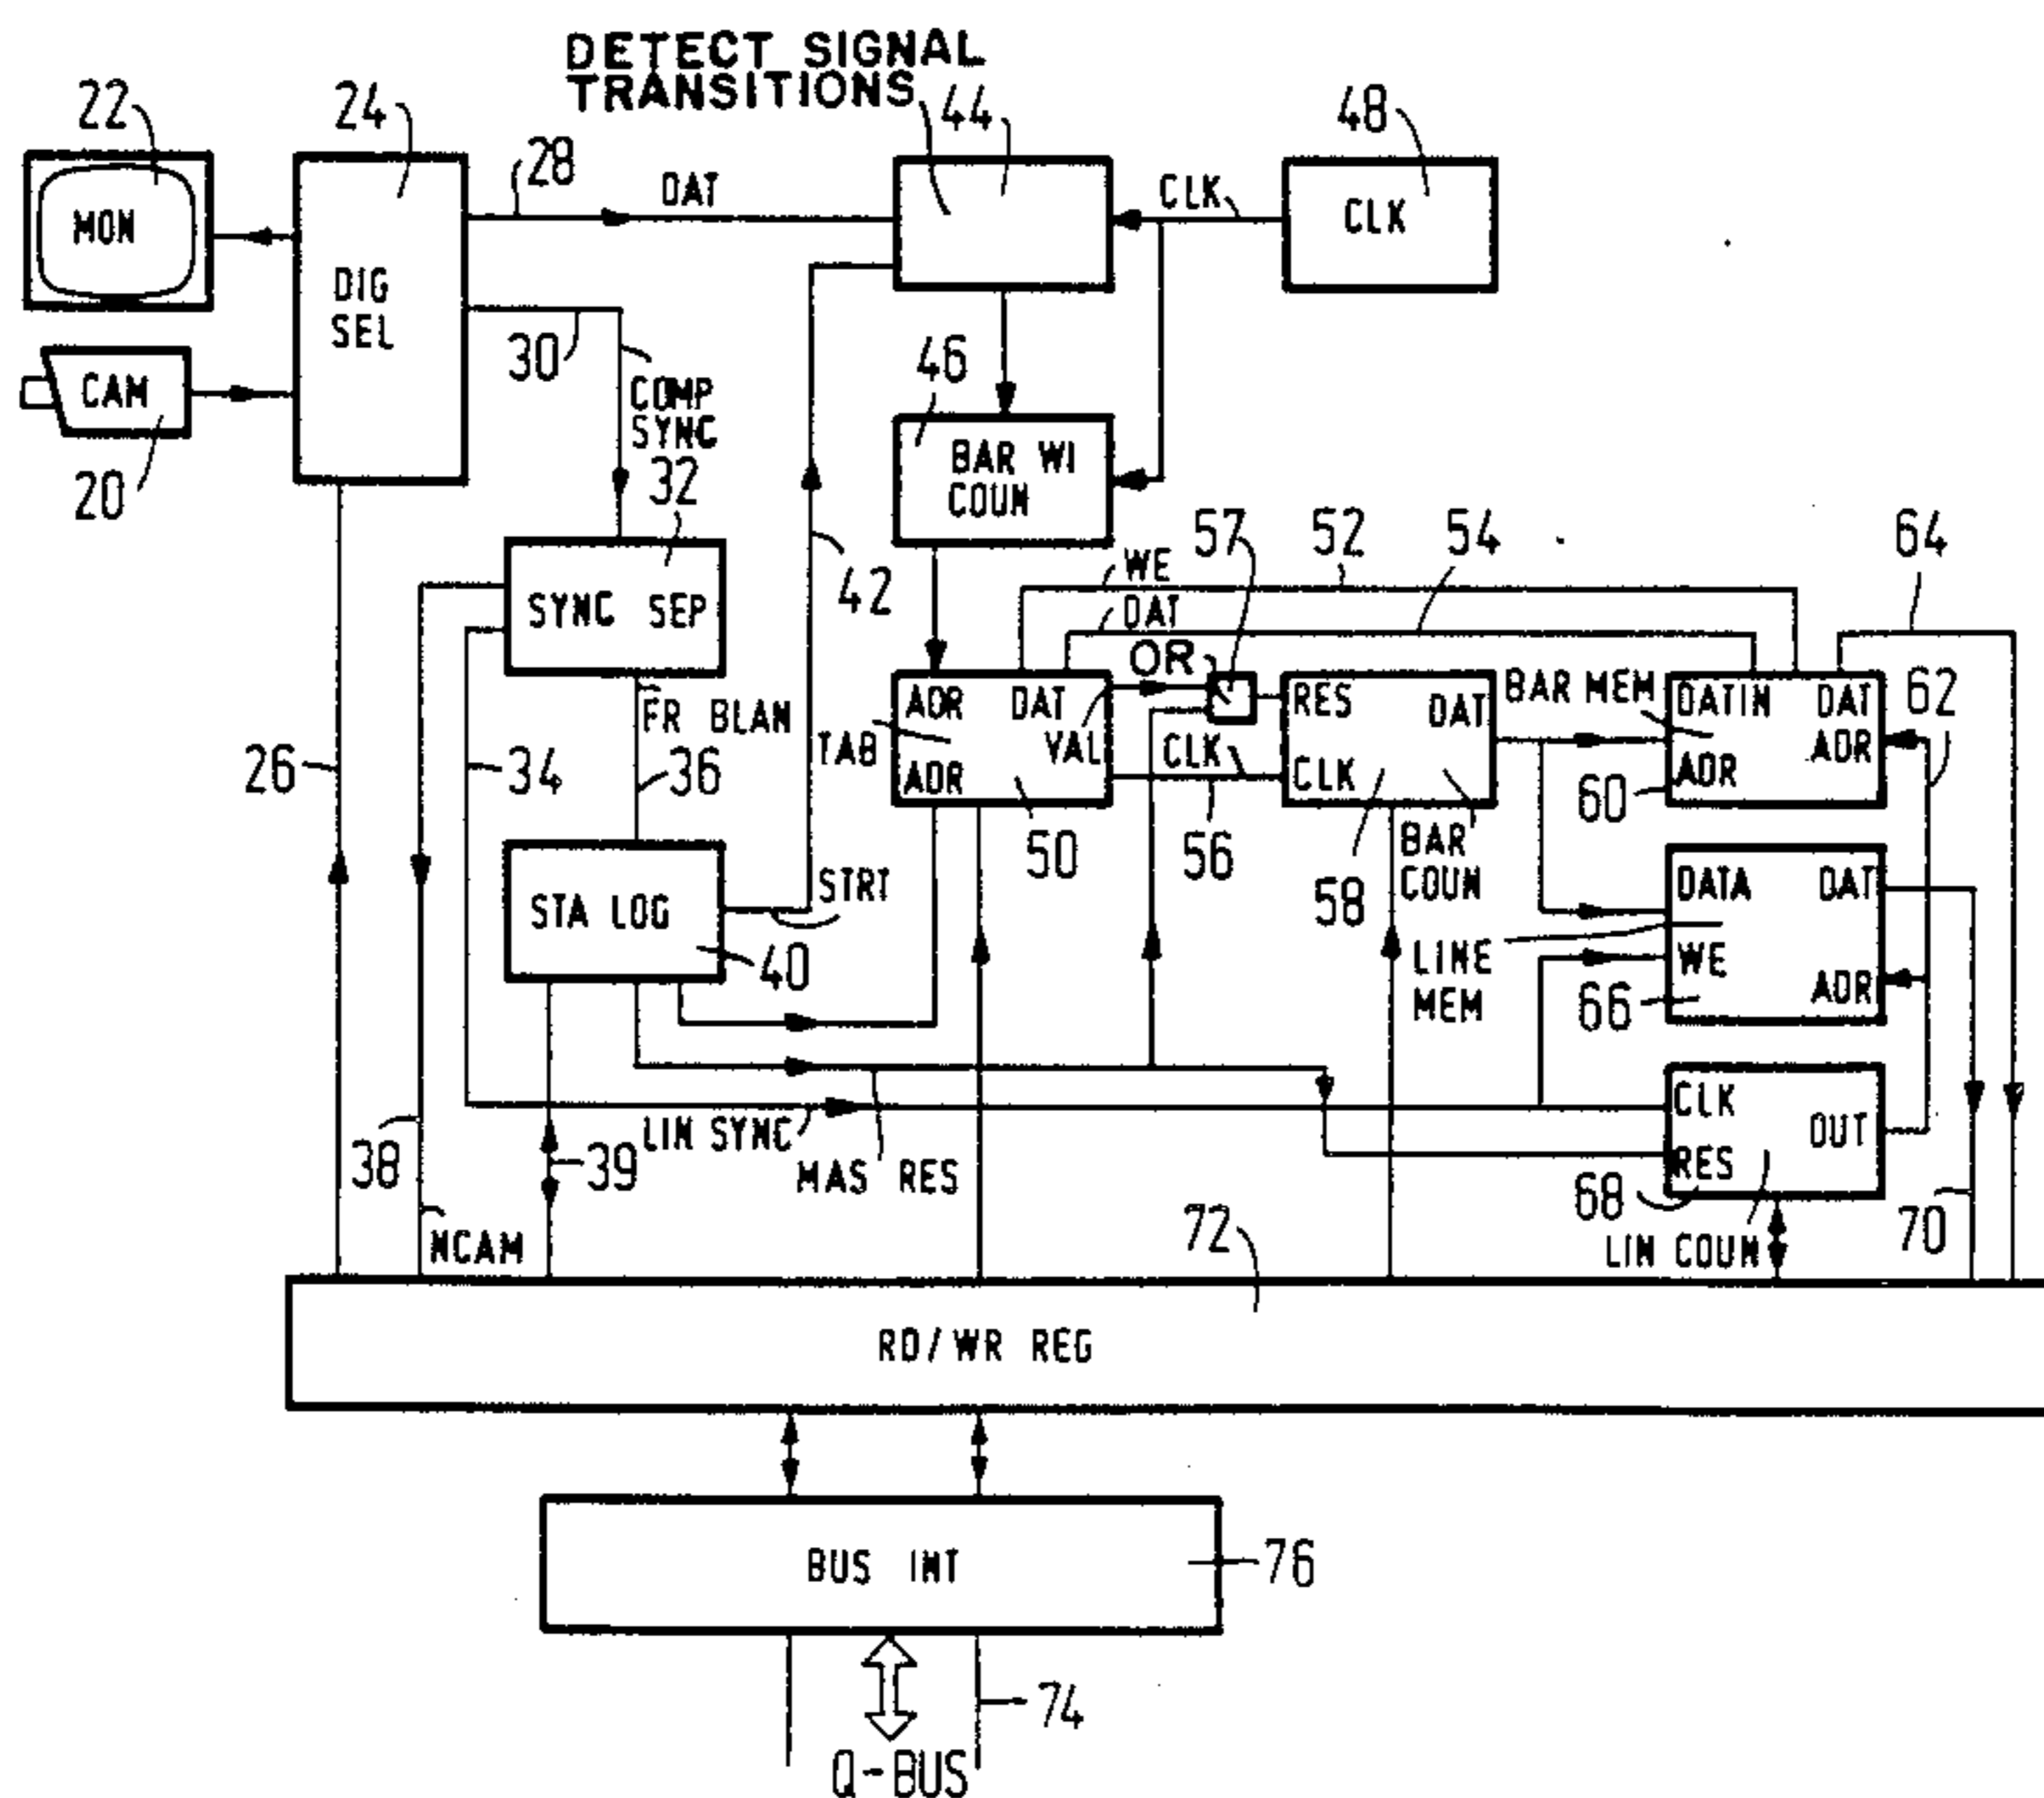 DETECT SIGNAL
TRANSITIONS
22
24
28
DAT
44
CLK
48
MON
DIG
SEL
CLK
CAM
20
30
COMP
SYNC
32
46
BAR WI
COUN
SYNC SEP
42
57
52
54
64
WE
DAT
OR
FR BLAN
26
34
36
TAB
ADR
DAT
VAL
ADR
50
CLK
56
RES
DAT
CLK
58
BAR
COUN
BAR MEM
DATIN
DAT
ADR
ADR
60
62
STA LOG
40
STRT
LINE
MEM
DATA
DAT
WE
ADR
66
38
NCAM
39
LIN SYNC
MAS RES
CLK
OUT
RES
68
LIN COUN
70
72
RD/WR REG
BUS INT
76
74
Q-BUS